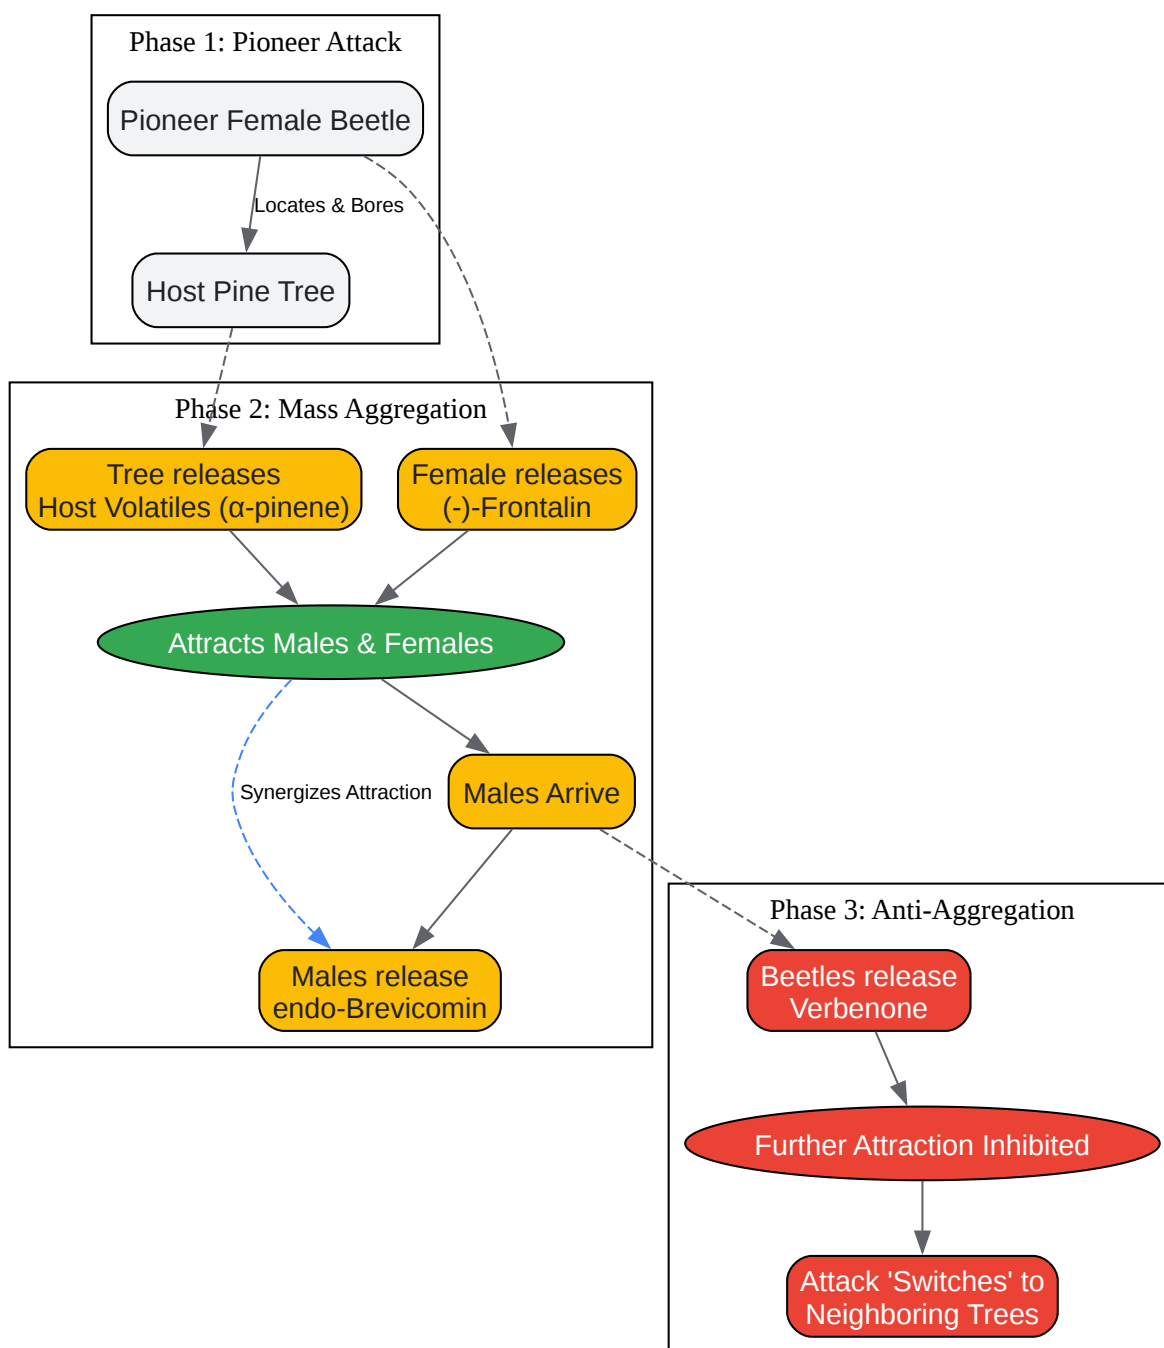 Phase 1: Pioneer Attack
Pioneer Female Beetle
Locates & Bores
Host Pine Tree
Phase 2: Mass Aggregation
Tree releases
Host Volatiles (α-pinene)
Female releases
(-)-Frontalin
Attracts Males & Females
Synergizes Attraction
Males Arrive
Males release
endo-Brevicomin
Phase 3: Anti-Aggregation
Beetles release
Verbenone
Further Attraction Inhibited
Attack 'Switches' to
Neighboring Trees